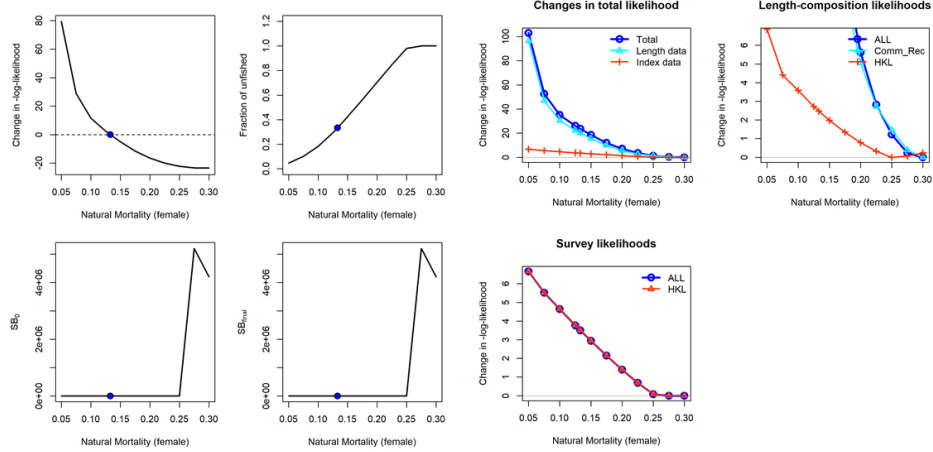 Change in -log-likelihood
80
60
40
20
0
-20
0.05 0.10 0.15 0.20 0.25 0.30
Natural Mortality (female)
Fraction of unfished
1.4
1.2
1.0
0.8
0.6
0.4
0.2
0.0
0.05 0.10 0.15 0.20 0.25 0.30
Natural Mortality (female)
Changes in total likelihood
Change in -log-likelihood
100
80
60
40
20
0
Total
Length data
Index data
0.05 0.10 0.15 0.20 0.25 0.30
Natural Mortality (female)
Length-composition likelihoods
Change in -log-likelihood
6
5
4
3
2
1
0
ALL
Comm_Rec
HKL
0.05 0.10 0.15 0.20 0.25 0.30
Natural Mortality (female)
SB0
4e+06
2e+06
0e+00
0.05 0.10 0.15 0.20 0.25 0.30
Natural Mortality (female)
SBfinal
4e+06
2e+06
0e+00
0.05 0.10 0.15 0.20 0.25 0.30
Natural Mortality (female)
Survey likelihoods
Change in -log-likelihood
6
5
4
3
2
1
0
ALL
HKL
0.05 0.10 0.15 0.20 0.25 0.30
Natural Mortality (female)